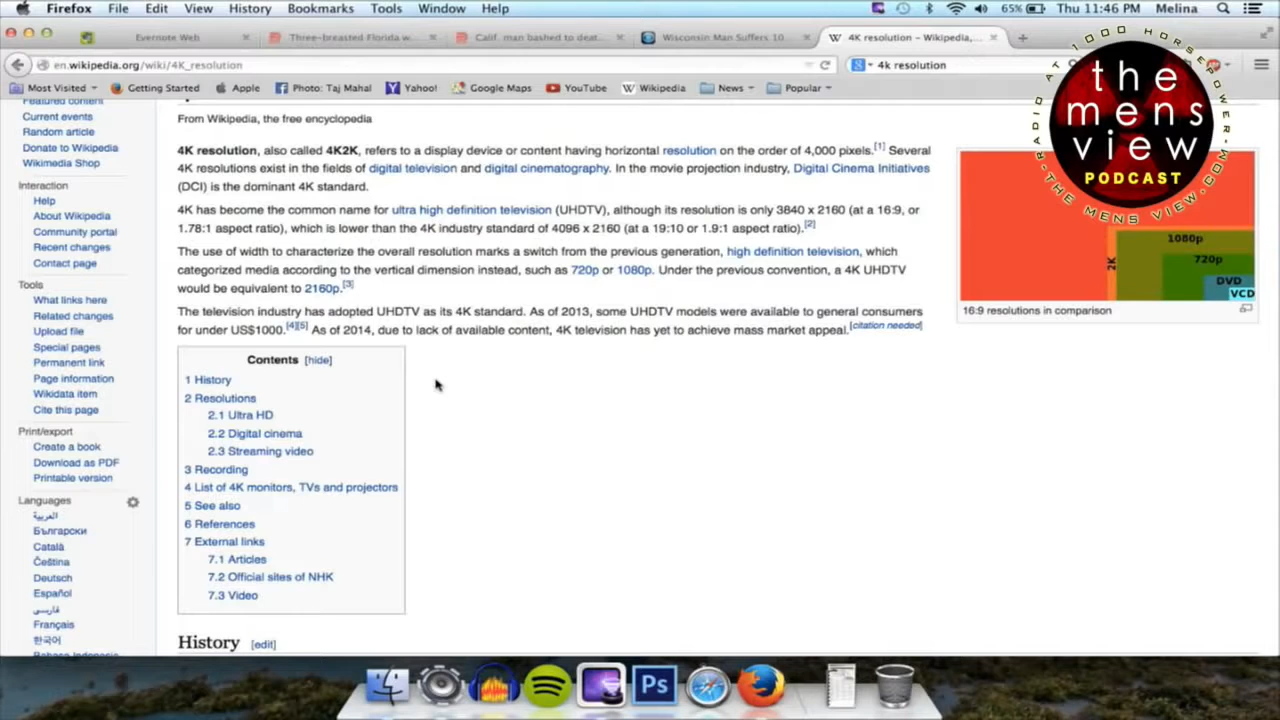 Firefox File Edit View History Bookmarks Tools Window Help 65% Thu 11:46 PM Melina
Evernote Web Three-breasted Florida w... Calif. man bashed to deat... Wisconsin Man Suffers 10... W 4K resolution – Wikipedia,...
en.wikipedia.org/wiki/4K_resolution 4k resolution
Most Visited Getting Started Apple Photo: Taj Mahal Yahoo! Google Maps YouTube Wikipedia News Popular
RADIO AT 1000 HORSEPOWER
the
mens
view
PODCAST
THE MENS VIEW.COM
Featured content
Current events
Random article
Donate to Wikipedia
Wikimedia Shop
Interaction
Help
About Wikipedia
Community portal
Recent changes
Contact page
Tools
What links here
Related changes
Upload file
Special pages
Permanent link
Page information
Wikidata item
Cite this page
Print/export
Create a book
Download as PDF
Printable version
Languages
العربية
Български
Català
Čeština
Deutsch
Español
فارسی
Français
한국어
Bahasa Indonesia
From Wikipedia, the free encyclopedia
4K resolution, also called 4K2K, refers to a display device or content having horizontal resolution on the order of 4,000 pixels.[1] Several
4K resolutions exist in the fields of digital television and digital cinematography. In the movie projection industry, Digital Cinema Initiatives
(DCI) is the dominant 4K standard.
4K has become the common name for ultra high definition television (UHDTV), although its resolution is only 3840 x 2160 (at a 16:9, or
1.78:1 aspect ratio), which is lower than the 4K industry standard of 4096 x 2160 (at a 19:10 or 1.9:1 aspect ratio).[2]
The use of width to characterize the overall resolution marks a switch from the previous generation, high definition television, which
categorized media according to the vertical dimension instead, such as 720p or 1080p. Under the previous convention, a 4K UHDTV
would be equivalent to 2160p.[3]
The television industry has adopted UHDTV as its 4K standard. As of 2013, some UHDTV models were available to general consumers
for under US$1000.[4][5] As of 2014, due to lack of available content, 4K television has yet to achieve mass market appeal.[citation needed]
2K
1080p
720p
DVD
VCD
16:9 resolutions in comparison
Contents [hide]
1 History
2 Resolutions
2.1 Ultra HD
2.2 Digital cinema
2.3 Streaming video
3 Recording
4 List of 4K monitors, TVs and projectors
5 See also
6 References
7 External links
7.1 Articles
7.2 Official sites of NHK
7.3 Video
History [edit]
Ps